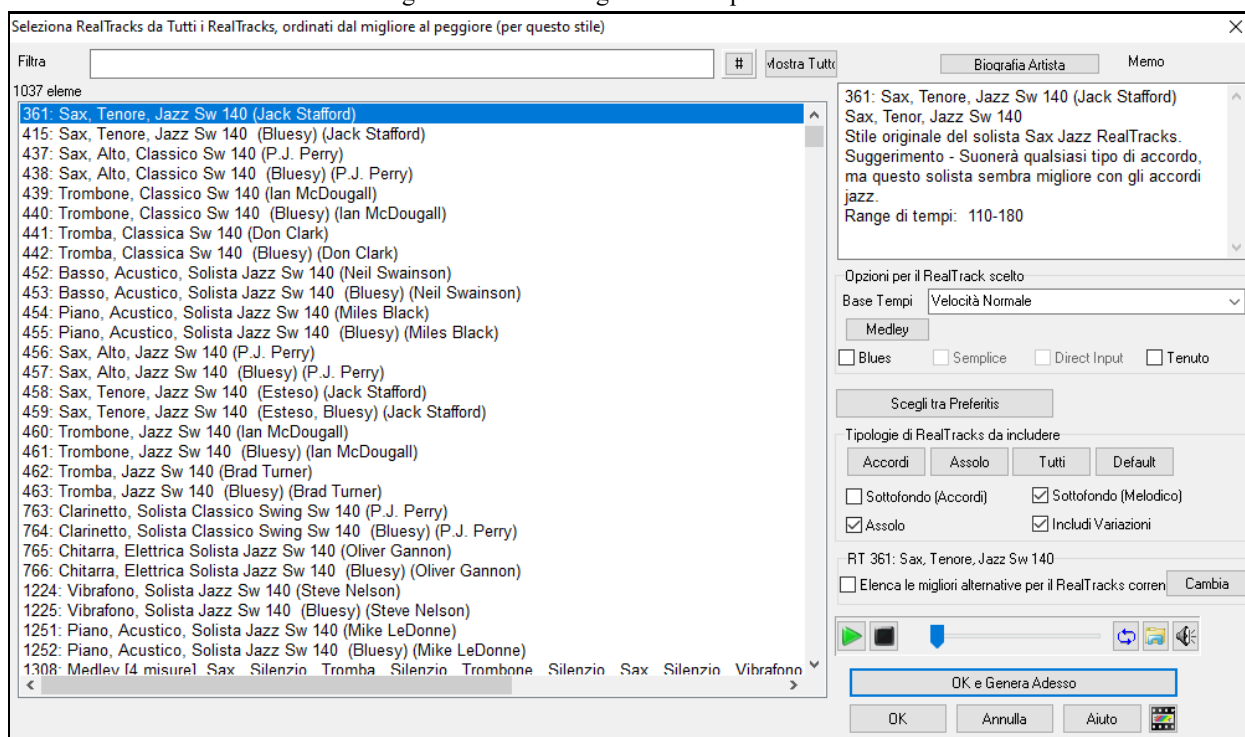 Seleziona RealTracks da Tutti i RealTracks, ordinati dal migliore al peggiore (per questo stile)
Filtra
#
Mostra Tutto
Biografia Artista
Memo
1037 eleme
361: Sax, Tenore, Jazz Sw 140 (Jack Stafford)
415: Sax, Tenore, Jazz Sw 140 (Bluesy) (Jack Stafford)
437: Sax, Alto, Classico Sw 140 (P.J. Perry)
438: Sax, Alto, Classico Sw 140 (Bluesy) (P.J. Perry)
439: Trombone, Classico Sw 140 (Ian McDougall)
440: Trombone, Classico Sw 140 (Bluesy) (Ian McDougall)
441: Tromba, Classica Sw 140 (Don Clark)
442: Tromba, Classica Sw 140 (Bluesy) (Don Clark)
452: Basso, Acustico, Solista Jazz Sw 140 (Neil Swainson)
453: Basso, Acustico, Solista Jazz Sw 140 (Bluesy) (Neil Swainson)
454: Piano, Acustico, Solista Jazz Sw 140 (Miles Black)
455: Piano, Acustico, Solista Jazz Sw 140 (Bluesy) (Miles Black)
456: Sax, Alto, Jazz Sw 140 (P.J. Perry)
457: Sax, Alto, Jazz Sw 140 (Bluesy) (P.J. Perry)
458: Sax, Tenore, Jazz Sw 140 (Esteso) (Jack Stafford)
459: Sax, Tenore, Jazz Sw 140 (Esteso, Bluesy) (Jack Stafford)
460: Trombone, Jazz Sw 140 (Ian McDougall)
461: Trombone, Jazz Sw 140 (Bluesy) (Ian McDougall)
462: Tromba, Jazz Sw 140 (Brad Turner)
463: Tromba, Jazz Sw 140 (Bluesy) (Brad Turner)
763: Clarinetto, Solista Classico Swing Sw 140 (P.J. Perry)
764: Clarinetto, Solista Classico Swing Sw 140 (Bluesy) (P.J. Perry)
765: Chitarra, Elettrica Solista Jazz Sw 140 (Oliver Gannon)
766: Chitarra, Elettrica Solista Jazz Sw 140 (Bluesy) (Oliver Gannon)
1224: Vibrafono, Solista Jazz Sw 140 (Steve Nelson)
1225: Vibrafono, Solista Jazz Sw 140 (Bluesy) (Steve Nelson)
1251: Piano, Acustico, Solista Jazz Sw 140 (Mike LeDonne)
1252: Piano, Acustico, Solista Jazz Sw 140 (Bluesy) (Mike LeDonne)
1308: Medley [4 misure] Sax Silenzio Tromba Silenzio Trombone Silenzio Sax Silenzio Vibrafono
361: Sax, Tenore, Jazz Sw 140 (Jack Stafford)
Sax, Tenor, Jazz Sw 140
Stile originale del solista Sax Jazz RealTracks.
Suggerimento - Suonerà qualsiasi tipo di accordo,
ma questo solista sembra migliore con gli accordi
jazz.
Range di tempi: 110-180
Opzioni per il RealTrack scelto
Base Tempi Velocità Normale
Medley
Blues Semplice Direct Input Tenuto
Scegli tra Preferitis
Tipologie di RealTracks da includere
Accordi Assolo Tutti Default
Sottofondo (Accordi) Sottofondo (Melodico)
Assolo Includi Variazioni
RT 361: Sax, Tenore, Jazz Sw 140
Elenca le migliori alternative per il RealTracks corren Cambia
OK e Genera Adesso
OK Annulla Aiuto